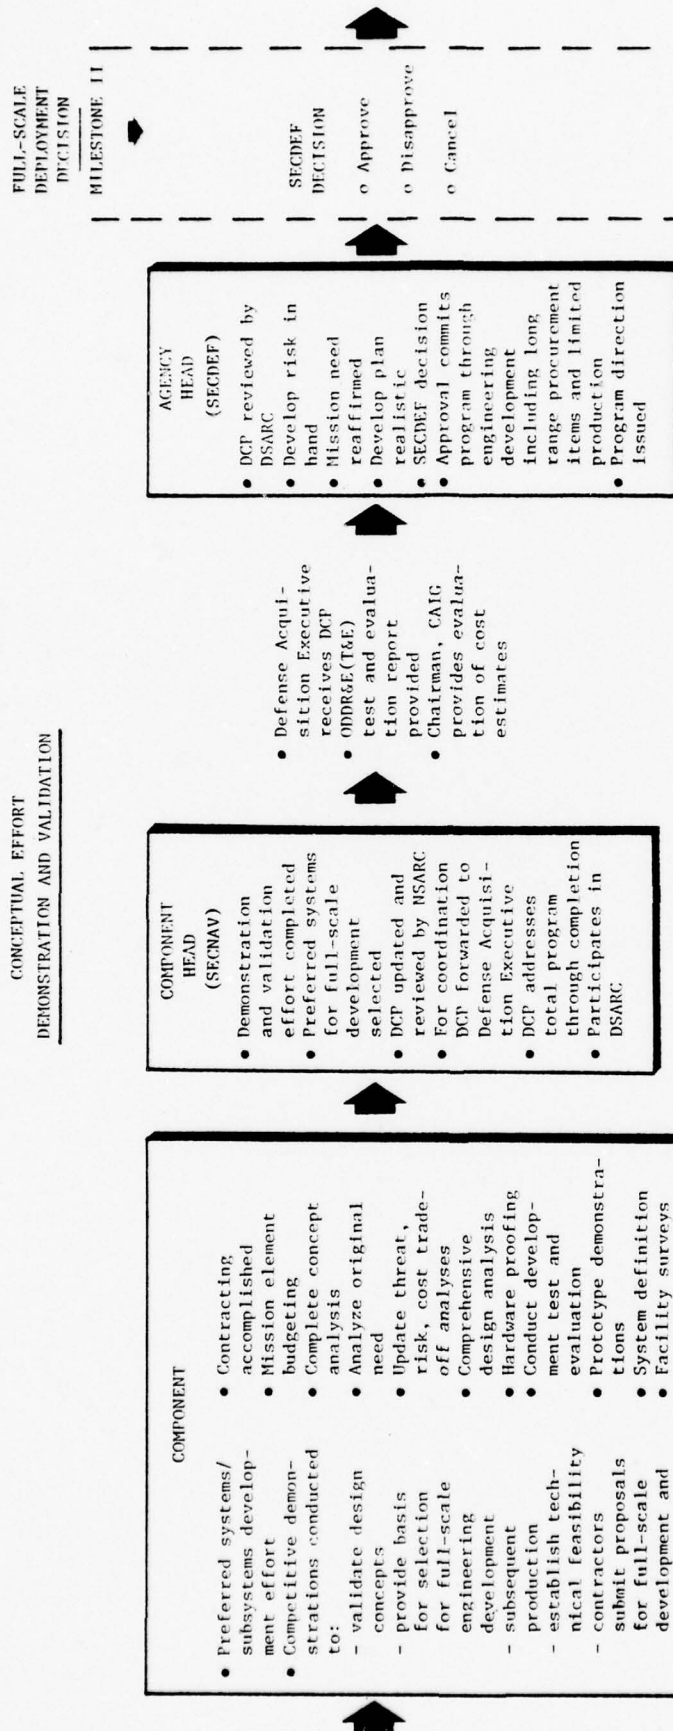 CONCEPTUAL EFFORT
DEMONSTRATION AND VALIDATION
FULL-SCALE
DEPLOYMENT
DECISION
MILESTONE II
COMPONENT
• Preferred systems/
subsystems develop-
ment effort
• Competitive demon-
strations conducted
to:
- validate design
concepts
- provide basis
for selection
for full-scale
engineering
development
- subsequent
production
- establish tech-
nical feasibility
- contractors
submit proposals
for full-scale
development and
• Contracting
accomplished
• Mission element
budgeting
• Complete concept
analysis
• Analyze original
need
• Update threat,
risk, cost trade-
off analyses
• Comprehensive
design analysis
• Hardware proofing
• Conduct develop-
ment test and
evaluation
• Prototype demonstra-
tions
• System definition
• Facility surveys
COMPONENT
HEAD
(SECNAV)
• Demonstration
and validation
effort completed
• Preferred systems
for full-scale
development
selected
• DCP updated and
reviewed by NSARC
• For coordination
DCP forwarded to
Defense Acquisi-
tion Executive
• DCP addresses
total program
through completion
• Participates in
DSARC
• Defense Acqui-
sition Executive
receives DCP
• ODDR&E(T&E)
test and evalua-
tion report
provided
• Chairman, CAIG
provides evalua-
tion of cost
estimates
AGENCY
HEAD
(SECDEF)
• DCP reviewed by
DSARC
• Develop risk in
hand
• Mission need
reaffirmed
• Develop plan
realistic
• SECDEF decision
• Approval commits
program through
engineering
development
including long
range procurement
items and limited
production
• Program direction
issued
SECDEF
DECISION
o Approve
o Disapprove
o Cancel